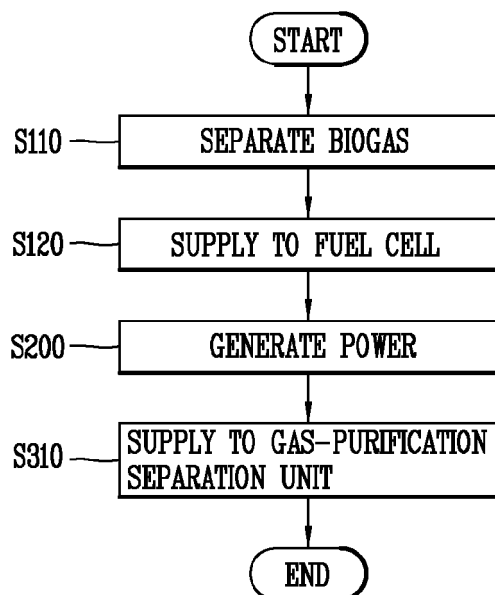 START
S110
SEPARATE BIOGAS
S120
SUPPLY TO FUEL CELL
S200
GENERATE POWER
S310
SUPPLY TO GAS-PURIFICATION
SEPARATION UNIT
END